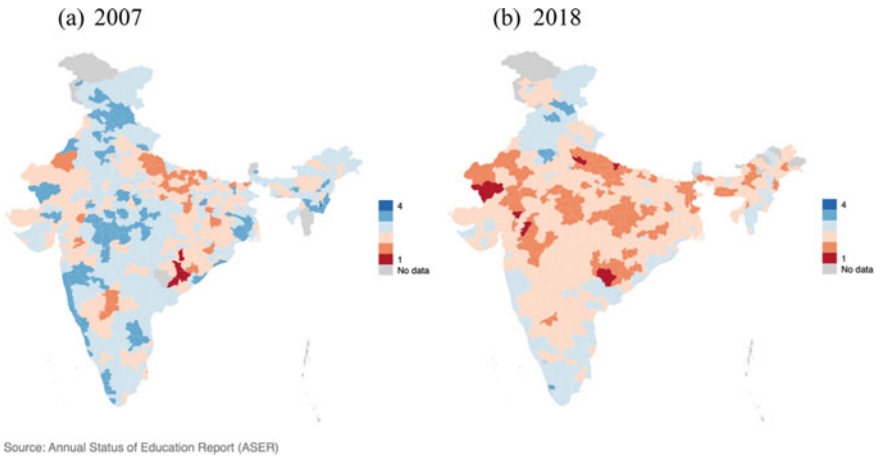 (a) 2007
(b) 2018
4
1
No data
4
1
No data
Source: Annual Status of Education Report (ASER)